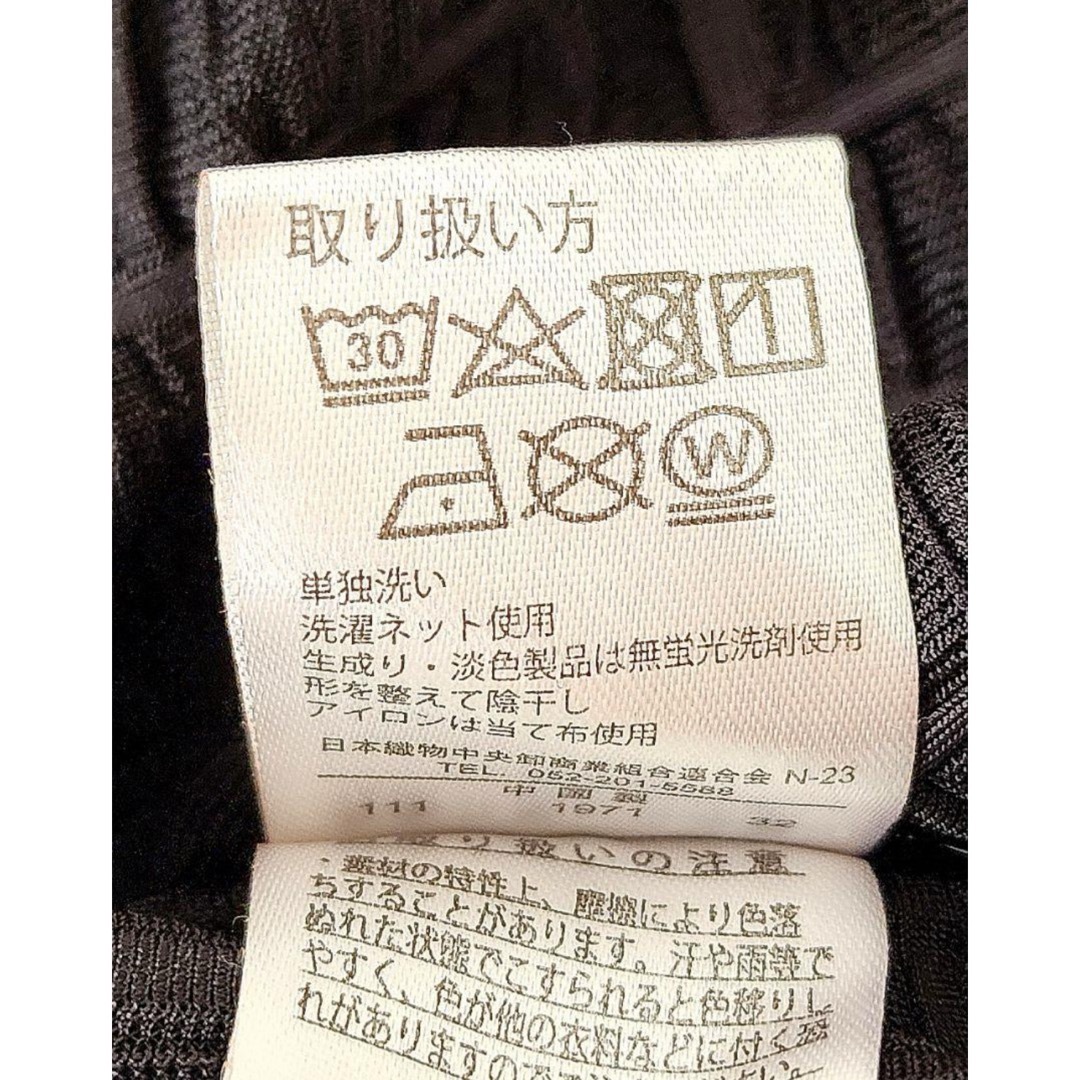 取り扱い方
30
W
単独洗い
洗濯ネット使用
生成り・淡色製品は無蛍光洗剤使用
形を整えて陰干し
アイロンは当て布使用
日本織物中央卸商業組合連合会 N-23
TEL. 052-201-5588
中国製
111 1971 32
取り扱いの注意
・素材の特性上、摩擦により色落
ちすることがあります。汗や雨等で
ぬれた状態でこすられると色移りし
やすく、色が他の衣料などに付く恐
れがありますので